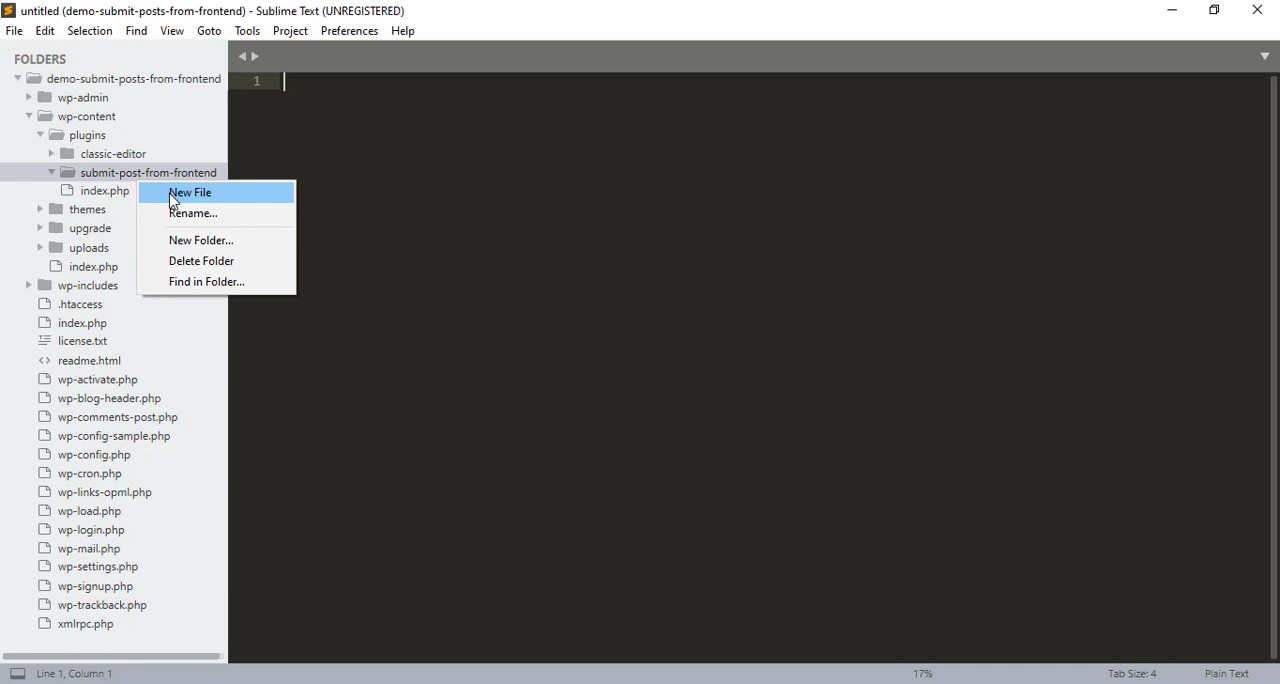 untitled (demo-submit-posts-from-frontend) - Sublime Text (UNREGISTERED)
File Edit Selection Find View Goto Tools Project Preferences Help
FOLDERS
demo-submit-posts-from-frontend
1
wp-admin
wp-content
plugins
classic-editor
submit-post-from-frontend
index.php
New File
themes
Rename...
upgrade
New Folder...
uploads
Delete Folder
index.php
Find in Folder...
wp-includes
.htaccess
index.php
license.txt
readme.html
wp-activate.php
wp-blog-header.php
wp-comments-post.php
wp-config-sample.php
wp-config.php
wp-cron.php
wp-links-opml.php
wp-load.php
wp-login.php
wp-mail.php
wp-settings.php
wp-signup.php
wp-trackback.php
xmlrpc.php
Line 1, Column 1 17% Tab Size: 4 Plain Text